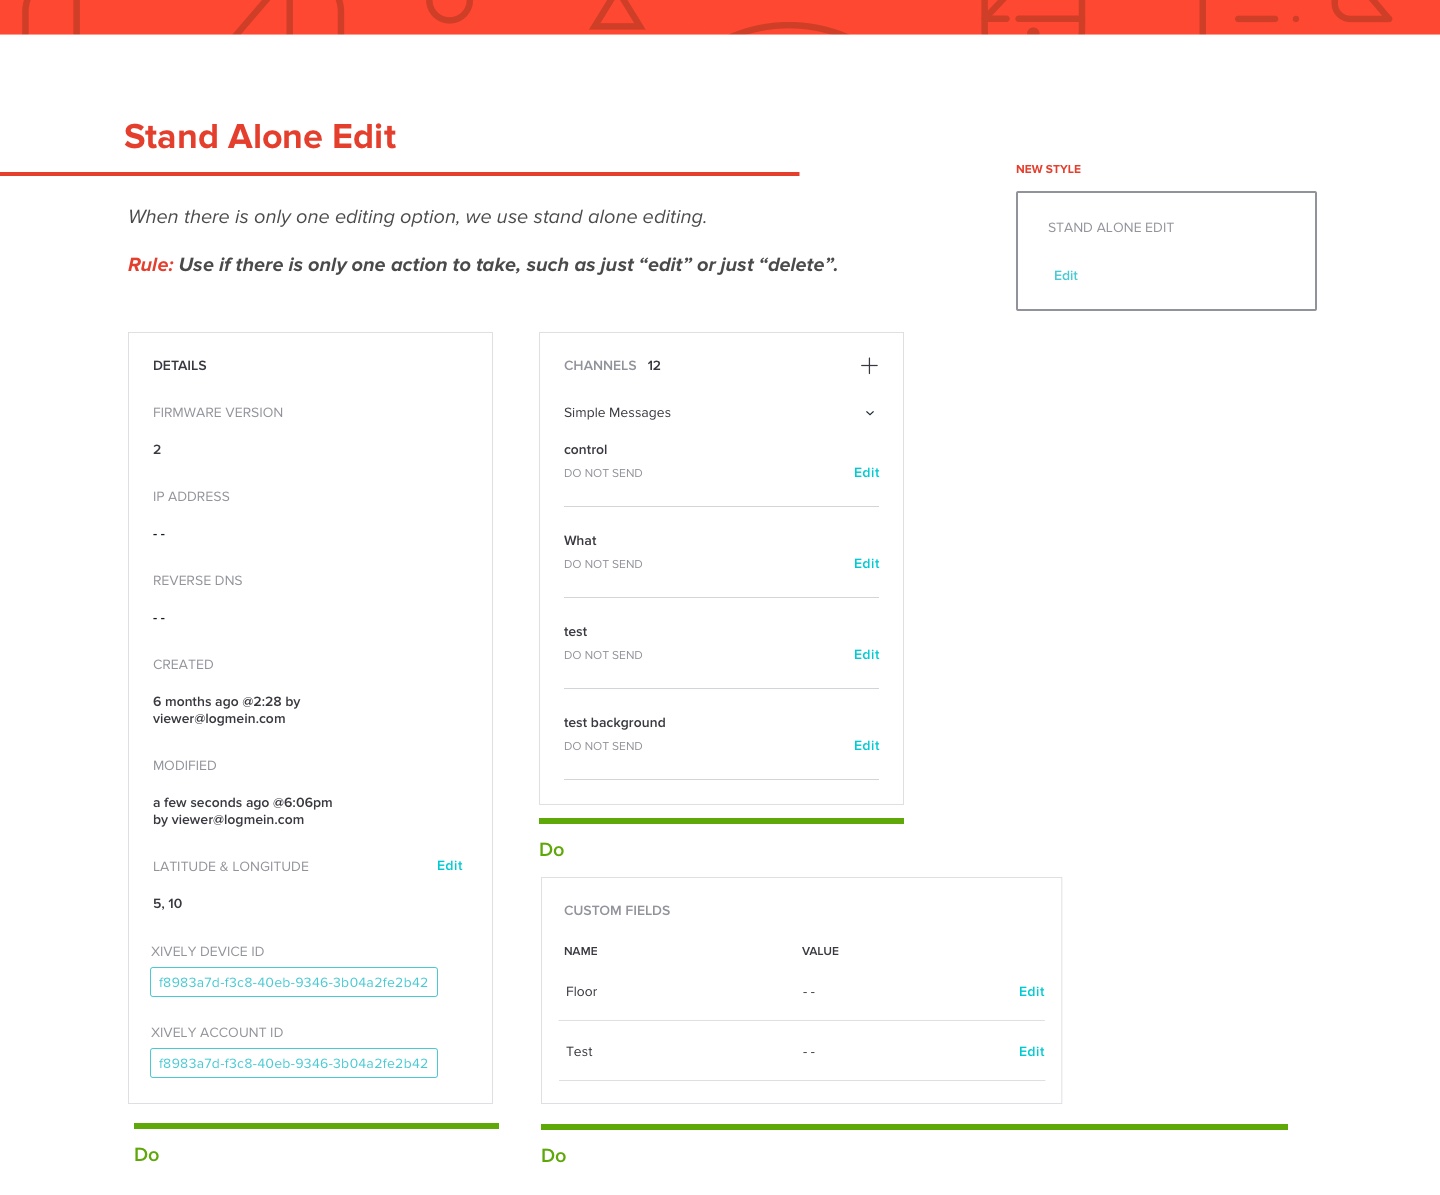 Stand Alone Edit
When there is only one editing option, we use stand alone editing.
Rule: Use if there is only one action to take, such as just “edit” or just “delete”.
NEW STYLE
STAND ALONE EDIT
Edit
DETAILS
FIRMWARE VERSION
2
IP ADDRESS
- -
REVERSE DNS
- -
CREATED
6 months ago @2:28 by
viewer@logmein.com
MODIFIED
a few seconds ago @6:06pm
by viewer@logmein.com
LATITUDE & LONGITUDE Edit
5, 10
XIVELY DEVICE ID
f8983a7d-f3c8-40eb-9346-3b04a2fe2b42
XIVELY ACCOUNT ID
f8983a7d-f3c8-40eb-9346-3b04a2fe2b42
Do
CHANNELS 12
Simple Messages
control
DO NOT SEND Edit
What
DO NOT SEND Edit
test
DO NOT SEND Edit
test background
DO NOT SEND Edit
Do
CUSTOM FIELDS
NAME VALUE
Floor - - Edit
Test - - Edit
Do